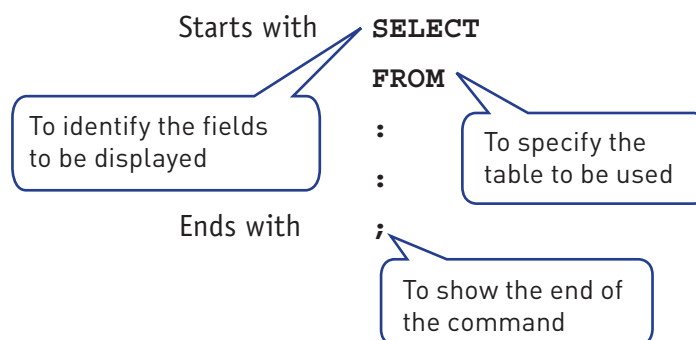 Starts with SELECT
FROM
To identify the fields
to be displayed
:
To specify the
table to be used
:
Ends with ;
To show the end of
the command